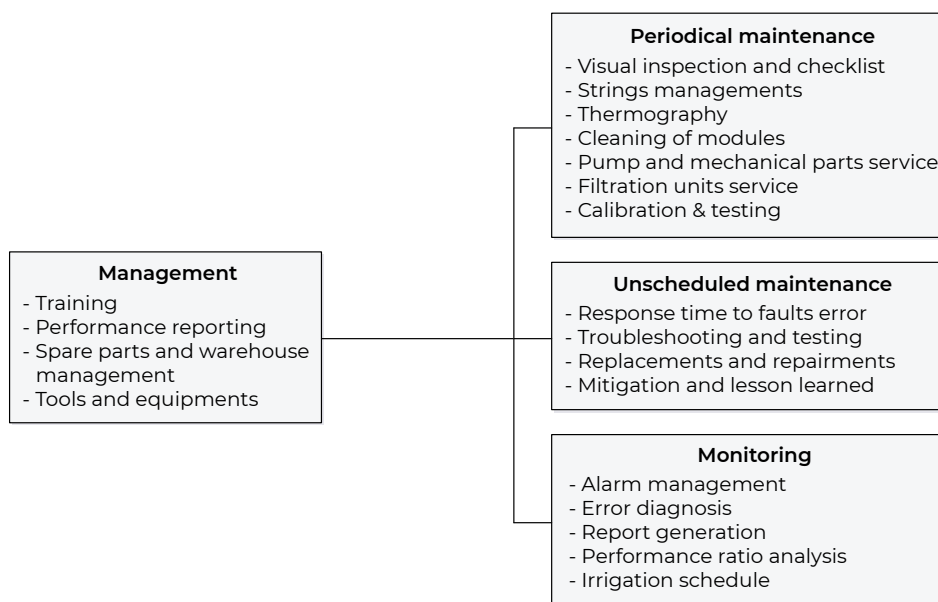 Periodical maintenance
- Visual inspection and checklist
- Strings managements
- Thermography
- Cleaning of modules
- Pump and mechanical parts service
- Filtration units service
- Calibration & testing
Management
- Training
- Performance reporting
- Spare parts and warehouse
management
- Tools and equipments
Unscheduled maintenance
- Response time to faults error
- Troubleshooting and testing
- Replacements and repairments
- Mitigation and lesson learned
Monitoring
- Alarm management
- Error diagnosis
- Report generation
- Performance ratio analysis
- Irrigation schedule